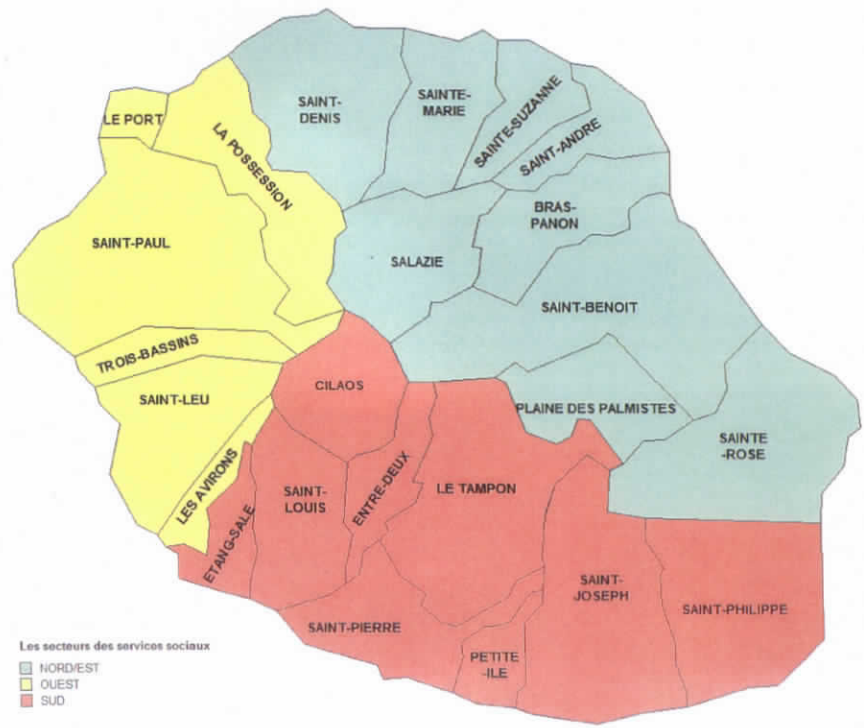 SAINT-
DENIS
SAINTE-
MARIE
SAINTE-SUZANNE
SAINT-ANDRE
LE PORT
LA POSSESSION
BRAS-
PANON
SAINT-PAUL
SALAZIE
SAINT-BENOIT
TROIS-BASSINS
CILAOS
SAINT-LEU
PLAINE DES PALMISTES
SAINTE
-ROSE
LES AVIRONS
ETANG-SALE
SAINT-
LOUIS
ENTRE-DEUX
LE TAMPON
SAINT-
JOSEPH
SAINT-PHILIPPE
SAINT-PIERRE
PETITE
-ILE
Les secteurs des services sociaux
NORD/EST
OUEST
SUD